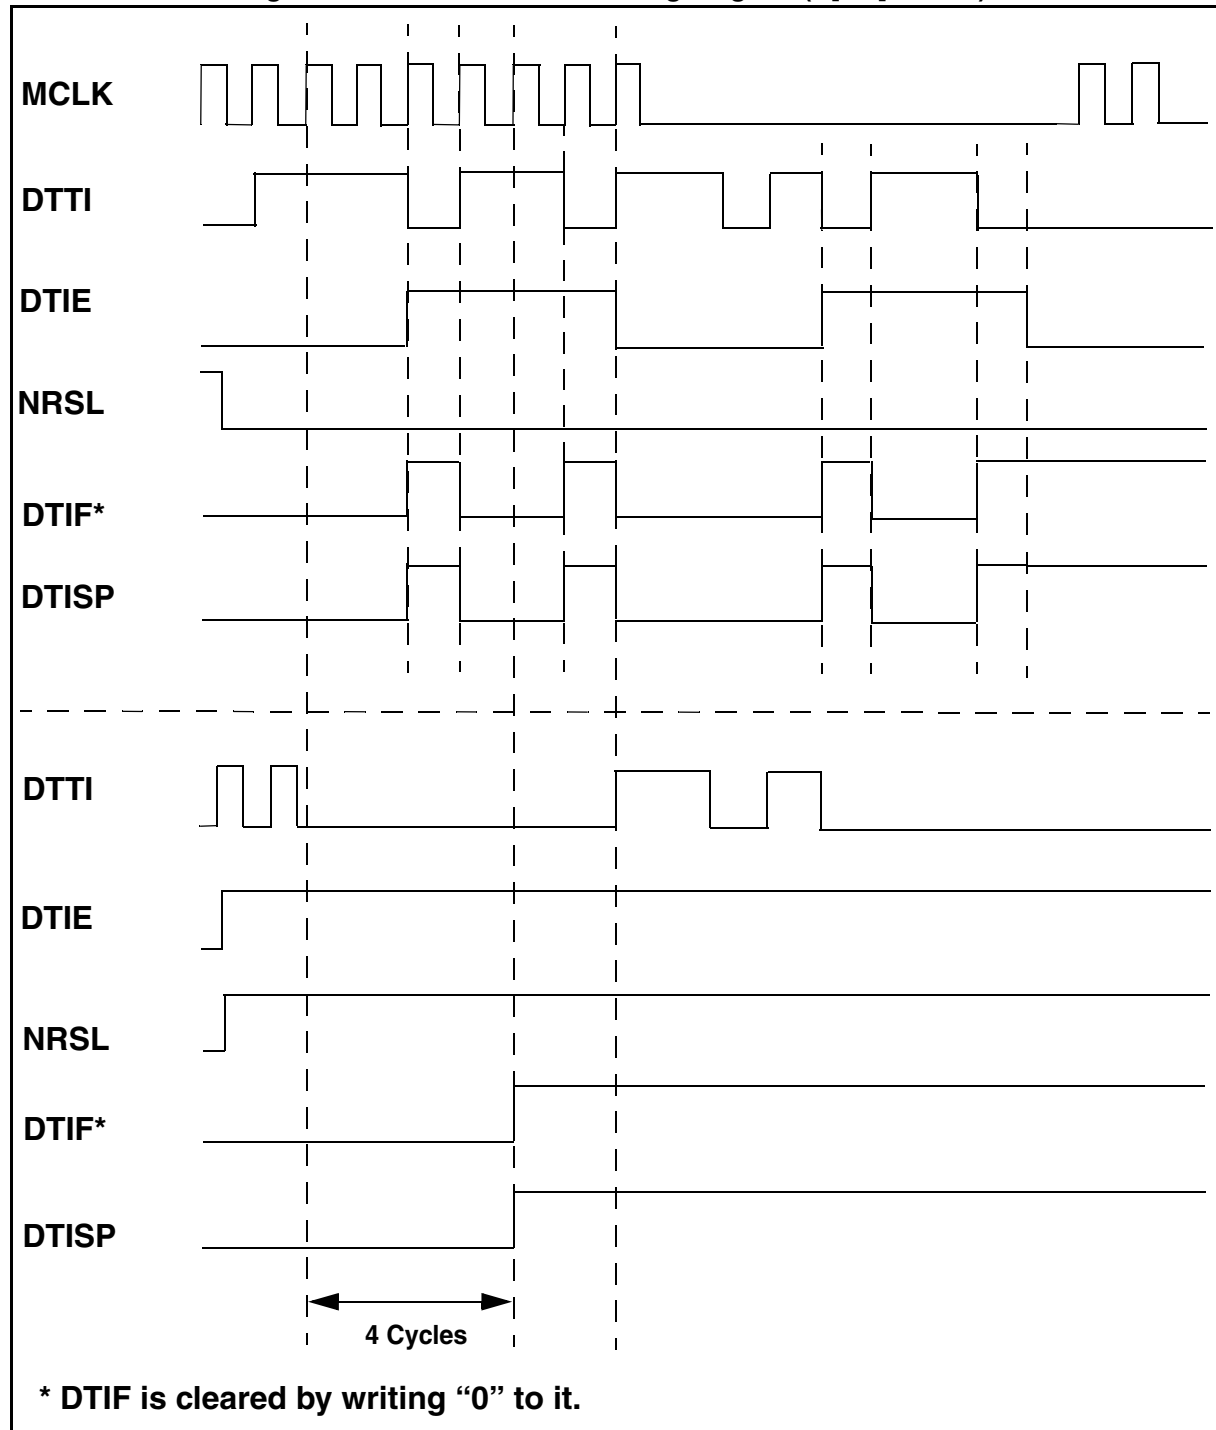 MCLK
DTTI
DTIE
NRSL
DTIF*
DTISP
DTTI
DTIE
NRSL
DTIF*
DTISP
4 Cycles
* DTIF is cleared by writing “0” to it.